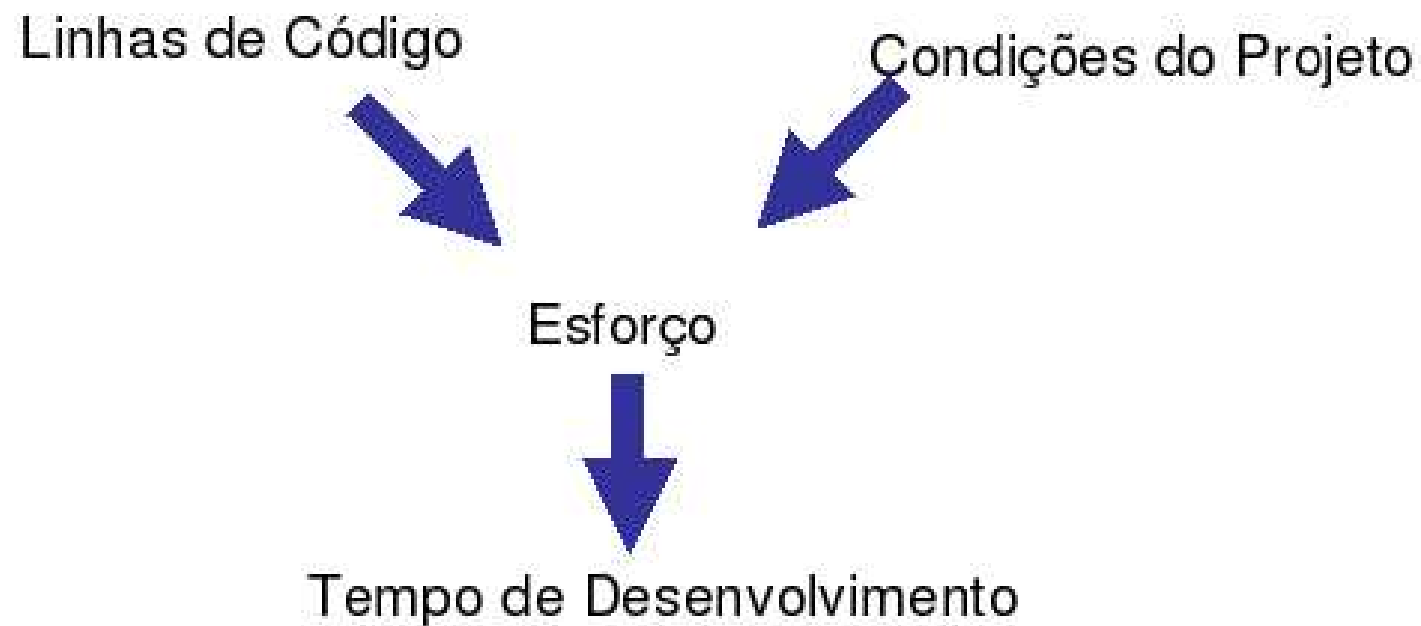 Linhas de Código
Condições do Projeto
Esforço
Tempo de Desenvolvimento